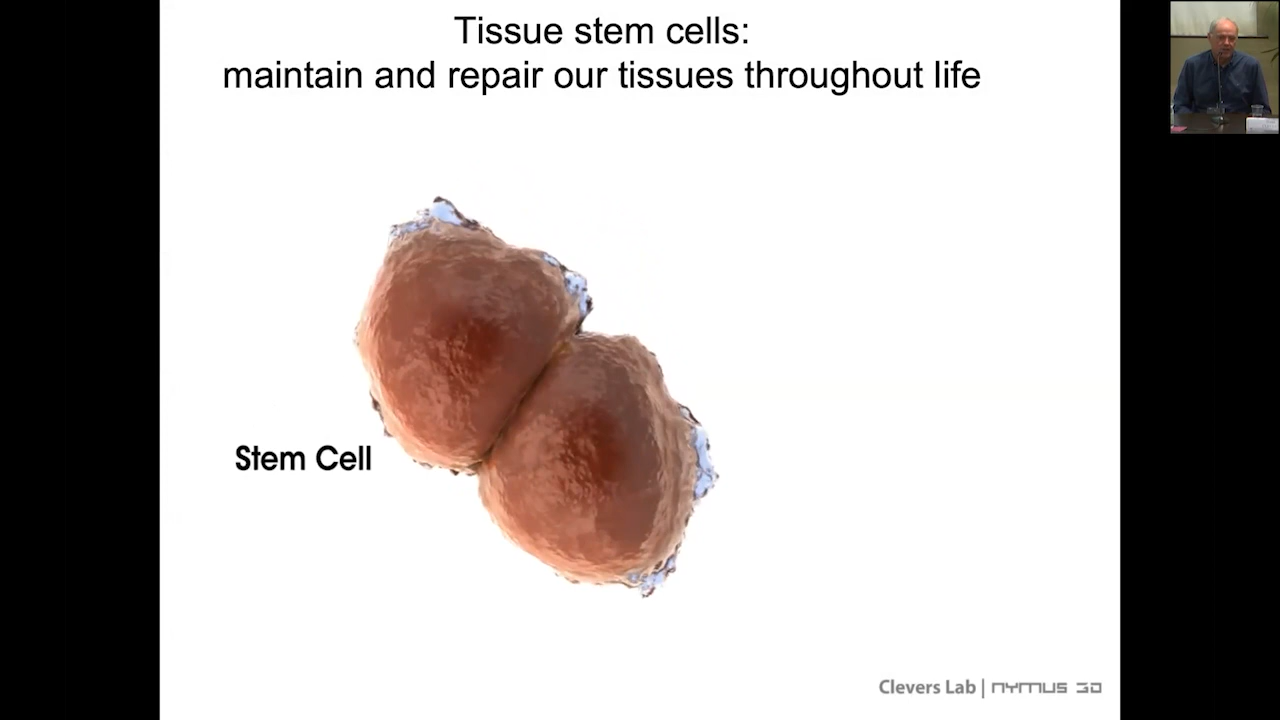 Tissue stem cells:
maintain and repair our tissues throughout life
Stem Cell
Clevers Lab | NYMUS 3D